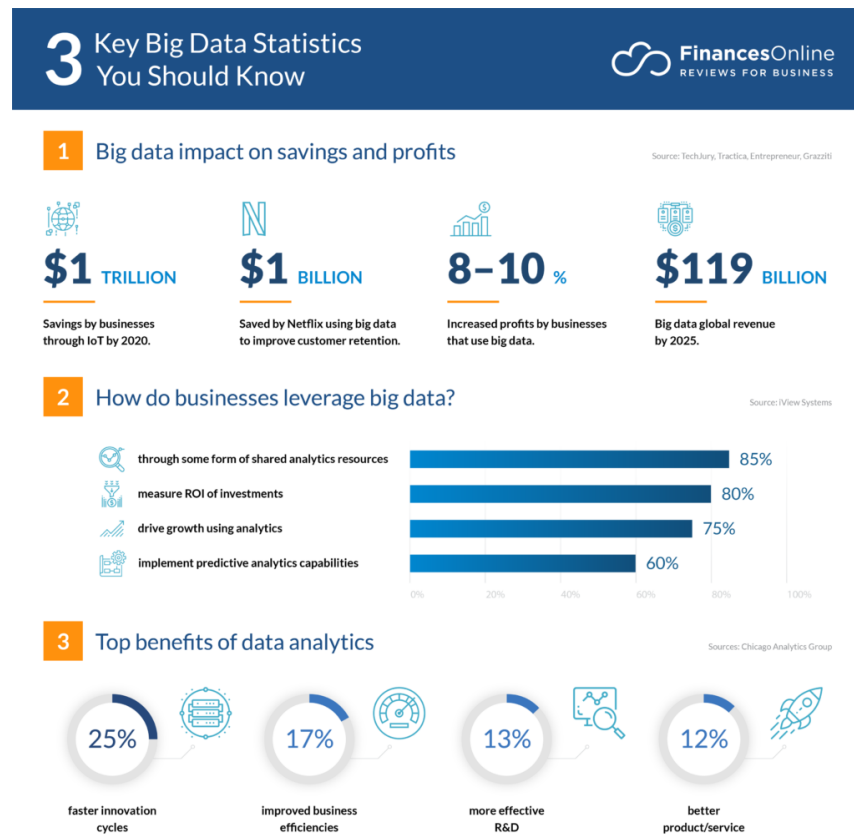 3 Key Big Data Statistics
You Should Know
FinancesOnline
REVIEWS FOR BUSINESS
1 Big data impact on savings and profits
Source: TechJury, Tractica, Entrepreneur, Grazziti
$1 TRILLION
Savings by businesses
through IoT by 2020.
$1 BILLION
Saved by Netflix using big data
to improve customer retention.
8–10 %
Increased profits by businesses
that use big data.
$119 BILLION
Big data global revenue
by 2025.
2 How do businesses leverage big data?
Source: iView Systems
through some form of shared analytics resources 85%
measure ROI of investments 80%
drive growth using analytics 75%
implement predictive analytics capabilities 60%
0% 20% 40% 60% 80% 100%
3 Top benefits of data analytics
Sources: Chicago Analytics Group
25%
faster innovation
cycles
17%
improved business
efficiencies
13%
more effective
R&D
12%
better
product/service